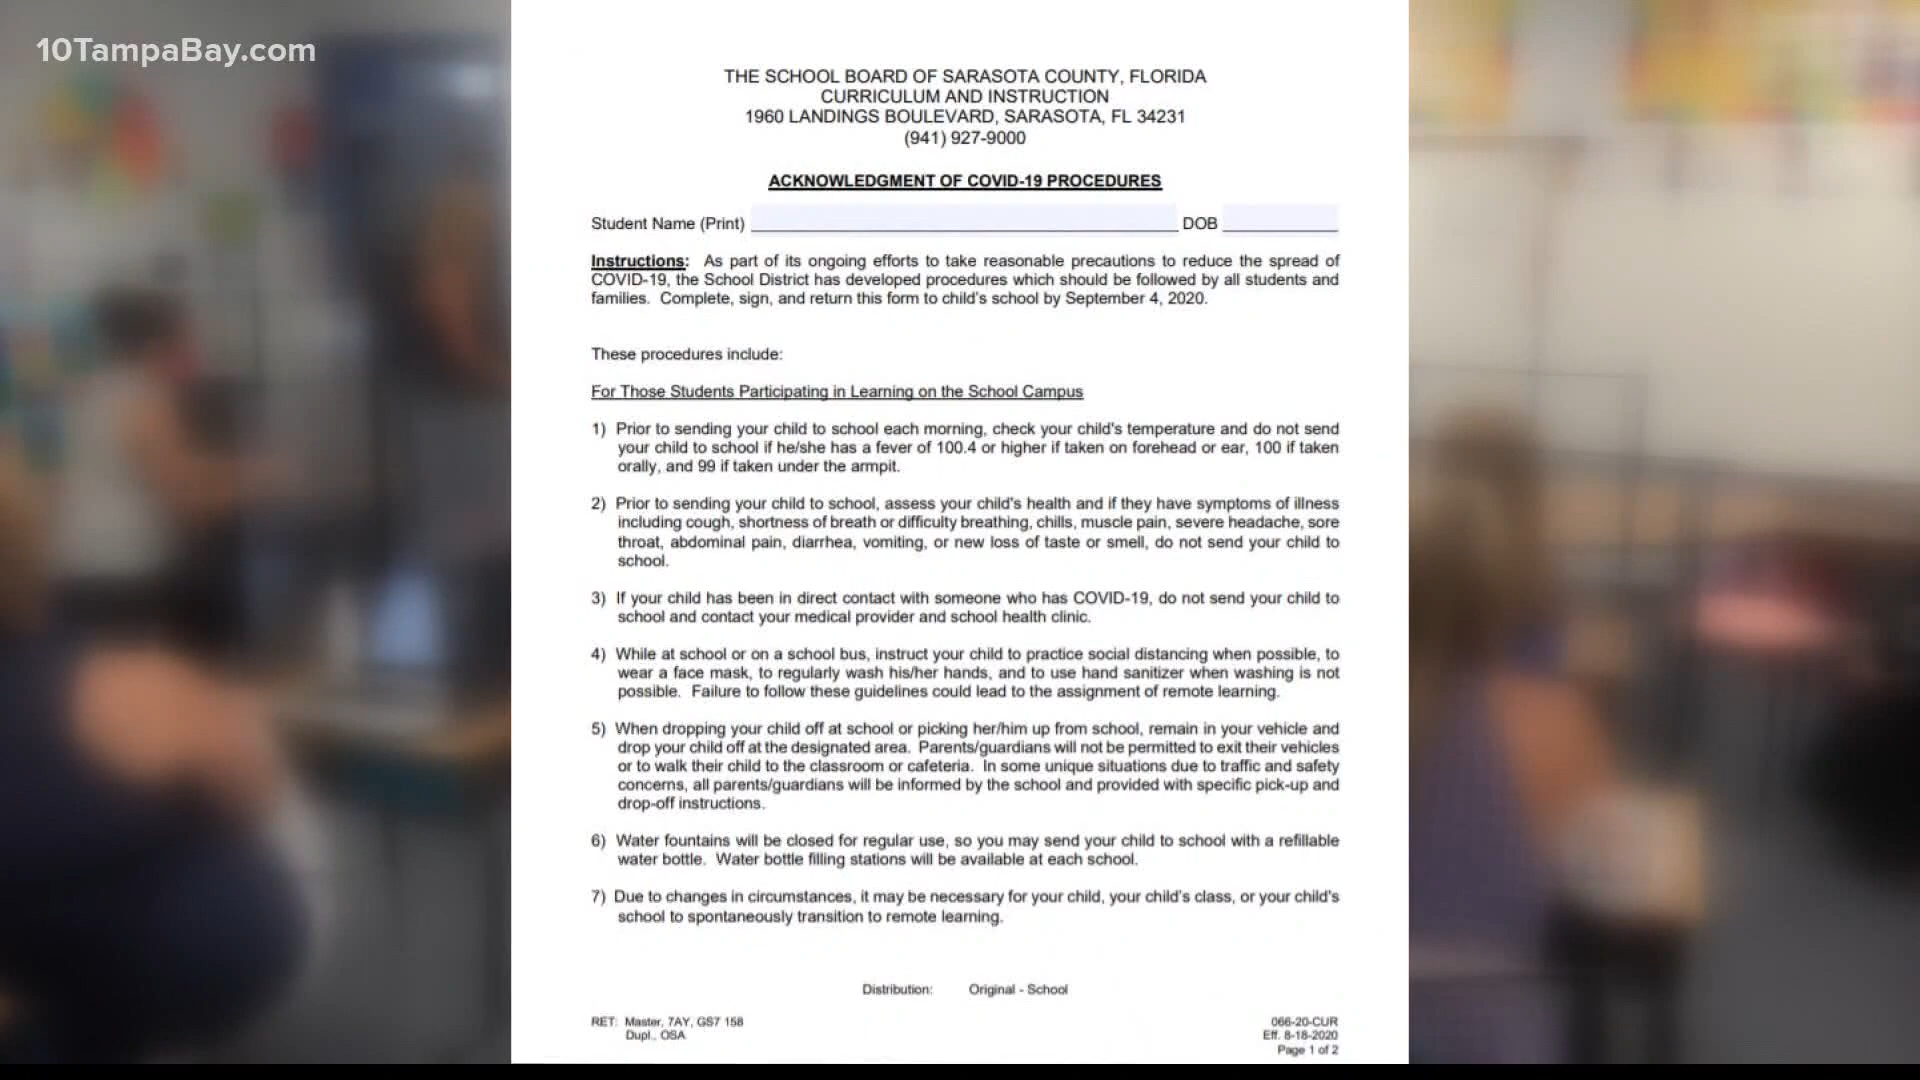 10TampaBay.com
THE SCHOOL BOARD OF SARASOTA COUNTY, FLORIDA
CURRICULUM AND INSTRUCTION
1960 LANDINGS BOULEVARD, SARASOTA, FL 34231
(941) 927-9000
ACKNOWLEDGMENT OF COVID-19 PROCEDURES
Student Name (Print) DOB
Instructions: As part of its ongoing efforts to take reasonable precautions to reduce the spread of
COVID-19, the School District has developed procedures which should be followed by all students and
families. Complete, sign, and return this form to child's school by September 4, 2020.
These procedures include:
For Those Students Participating in Learning on the School Campus
1) Prior to sending your child to school each morning, check your child's temperature and do not send
your child to school if he/she has a fever of 100.4 or higher if taken on forehead or ear, 100 if taken
orally, and 99 if taken under the armpit.
2) Prior to sending your child to school, assess your child's health and if they have symptoms of illness
including cough, shortness of breath or difficulty breathing, chills, muscle pain, severe headache, sore
throat, abdominal pain, diarrhea, vomiting, or new loss of taste or smell, do not send your child to
school.
3) If your child has been in direct contact with someone who has COVID-19, do not send your child to
school and contact your medical provider and school health clinic.
4) While at school or on a school bus, instruct your child to practice social distancing when possible, to
wear a face mask, to regularly wash his/her hands, and to use hand sanitizer when washing is not
possible. Failure to follow these guidelines could lead to the assignment of remote learning.
5) When dropping your child off at school or picking her/him up from school, remain in your vehicle and
drop your child off at the designated area. Parents/guardians will not be permitted to exit their vehicles
or to walk their child to the classroom or cafeteria. In some unique situations due to traffic and safety
concerns, all parents/guardians will be informed by the school and provided with specific pick-up and
drop-off instructions.
6) Water fountains will be closed for regular use, so you may send your child to school with a refillable
water bottle. Water bottle filling stations will be available at each school.
7) Due to changes in circumstances, it may be necessary for your child, your child's class, or your child's
school to spontaneously transition to remote learning.
Distribution: Original - School
RET: Master, 7AY, GS7 158
Dupl., OSA
066-20-CUR
Eff. 8-18-2020
Page 1 of 2